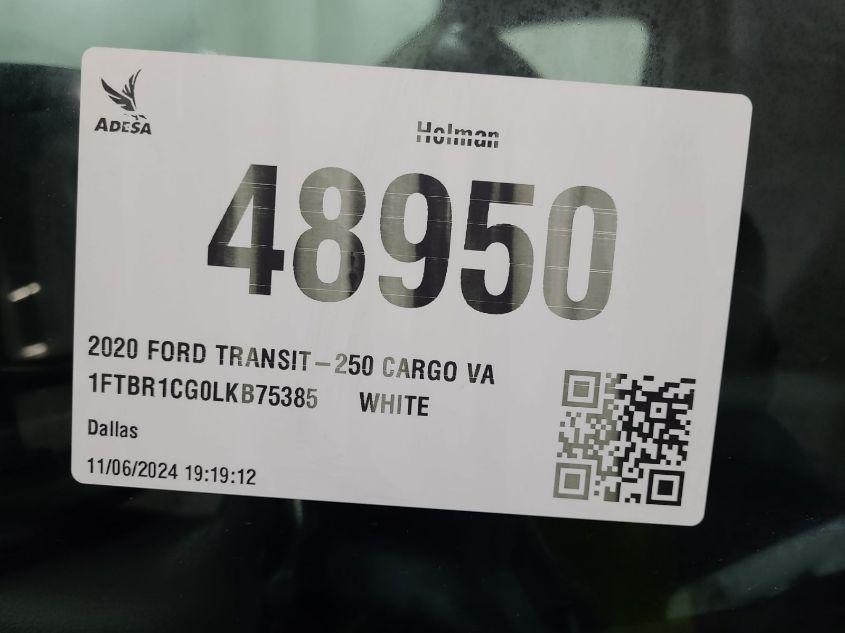 ADESA
Holman
48950
2020 FORD TRANSIT-250 CARGO VA
1FTBR1CG0LKB75385 WHITE
Dallas
11/06/2024 19:19:12